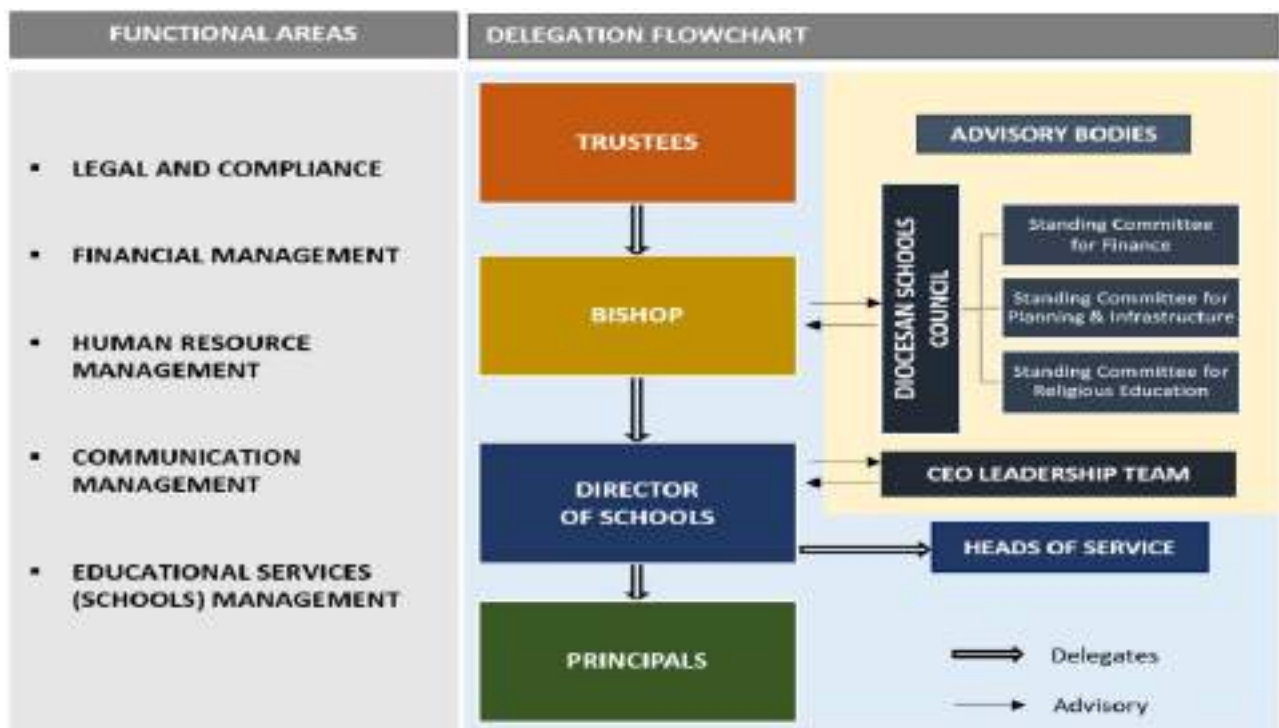 FUNCTIONAL AREAS
▪ LEGAL AND COMPLIANCE
▪ FINANCIAL MANAGEMENT
▪ HUMAN RESOURCE
MANAGEMENT
▪ COMMUNICATION
MANAGEMENT
▪ EDUCATIONAL SERVICES
(SCHOOLS) MANAGEMENT
DELEGATION FLOWCHART
TRUSTEES
BISHOP
DIRECTOR
OF SCHOOLS
PRINCIPALS
ADVISORY BODIES
DIOCESAN SCHOOLS
COUNCIL
Standing Committee
for Finance
Standing Committee for
Planning & Infrastructure
Standing Committee for
Religious Education
CEO LEADERSHIP TEAM
HEADS OF SERVICE
Delegates
Advisory